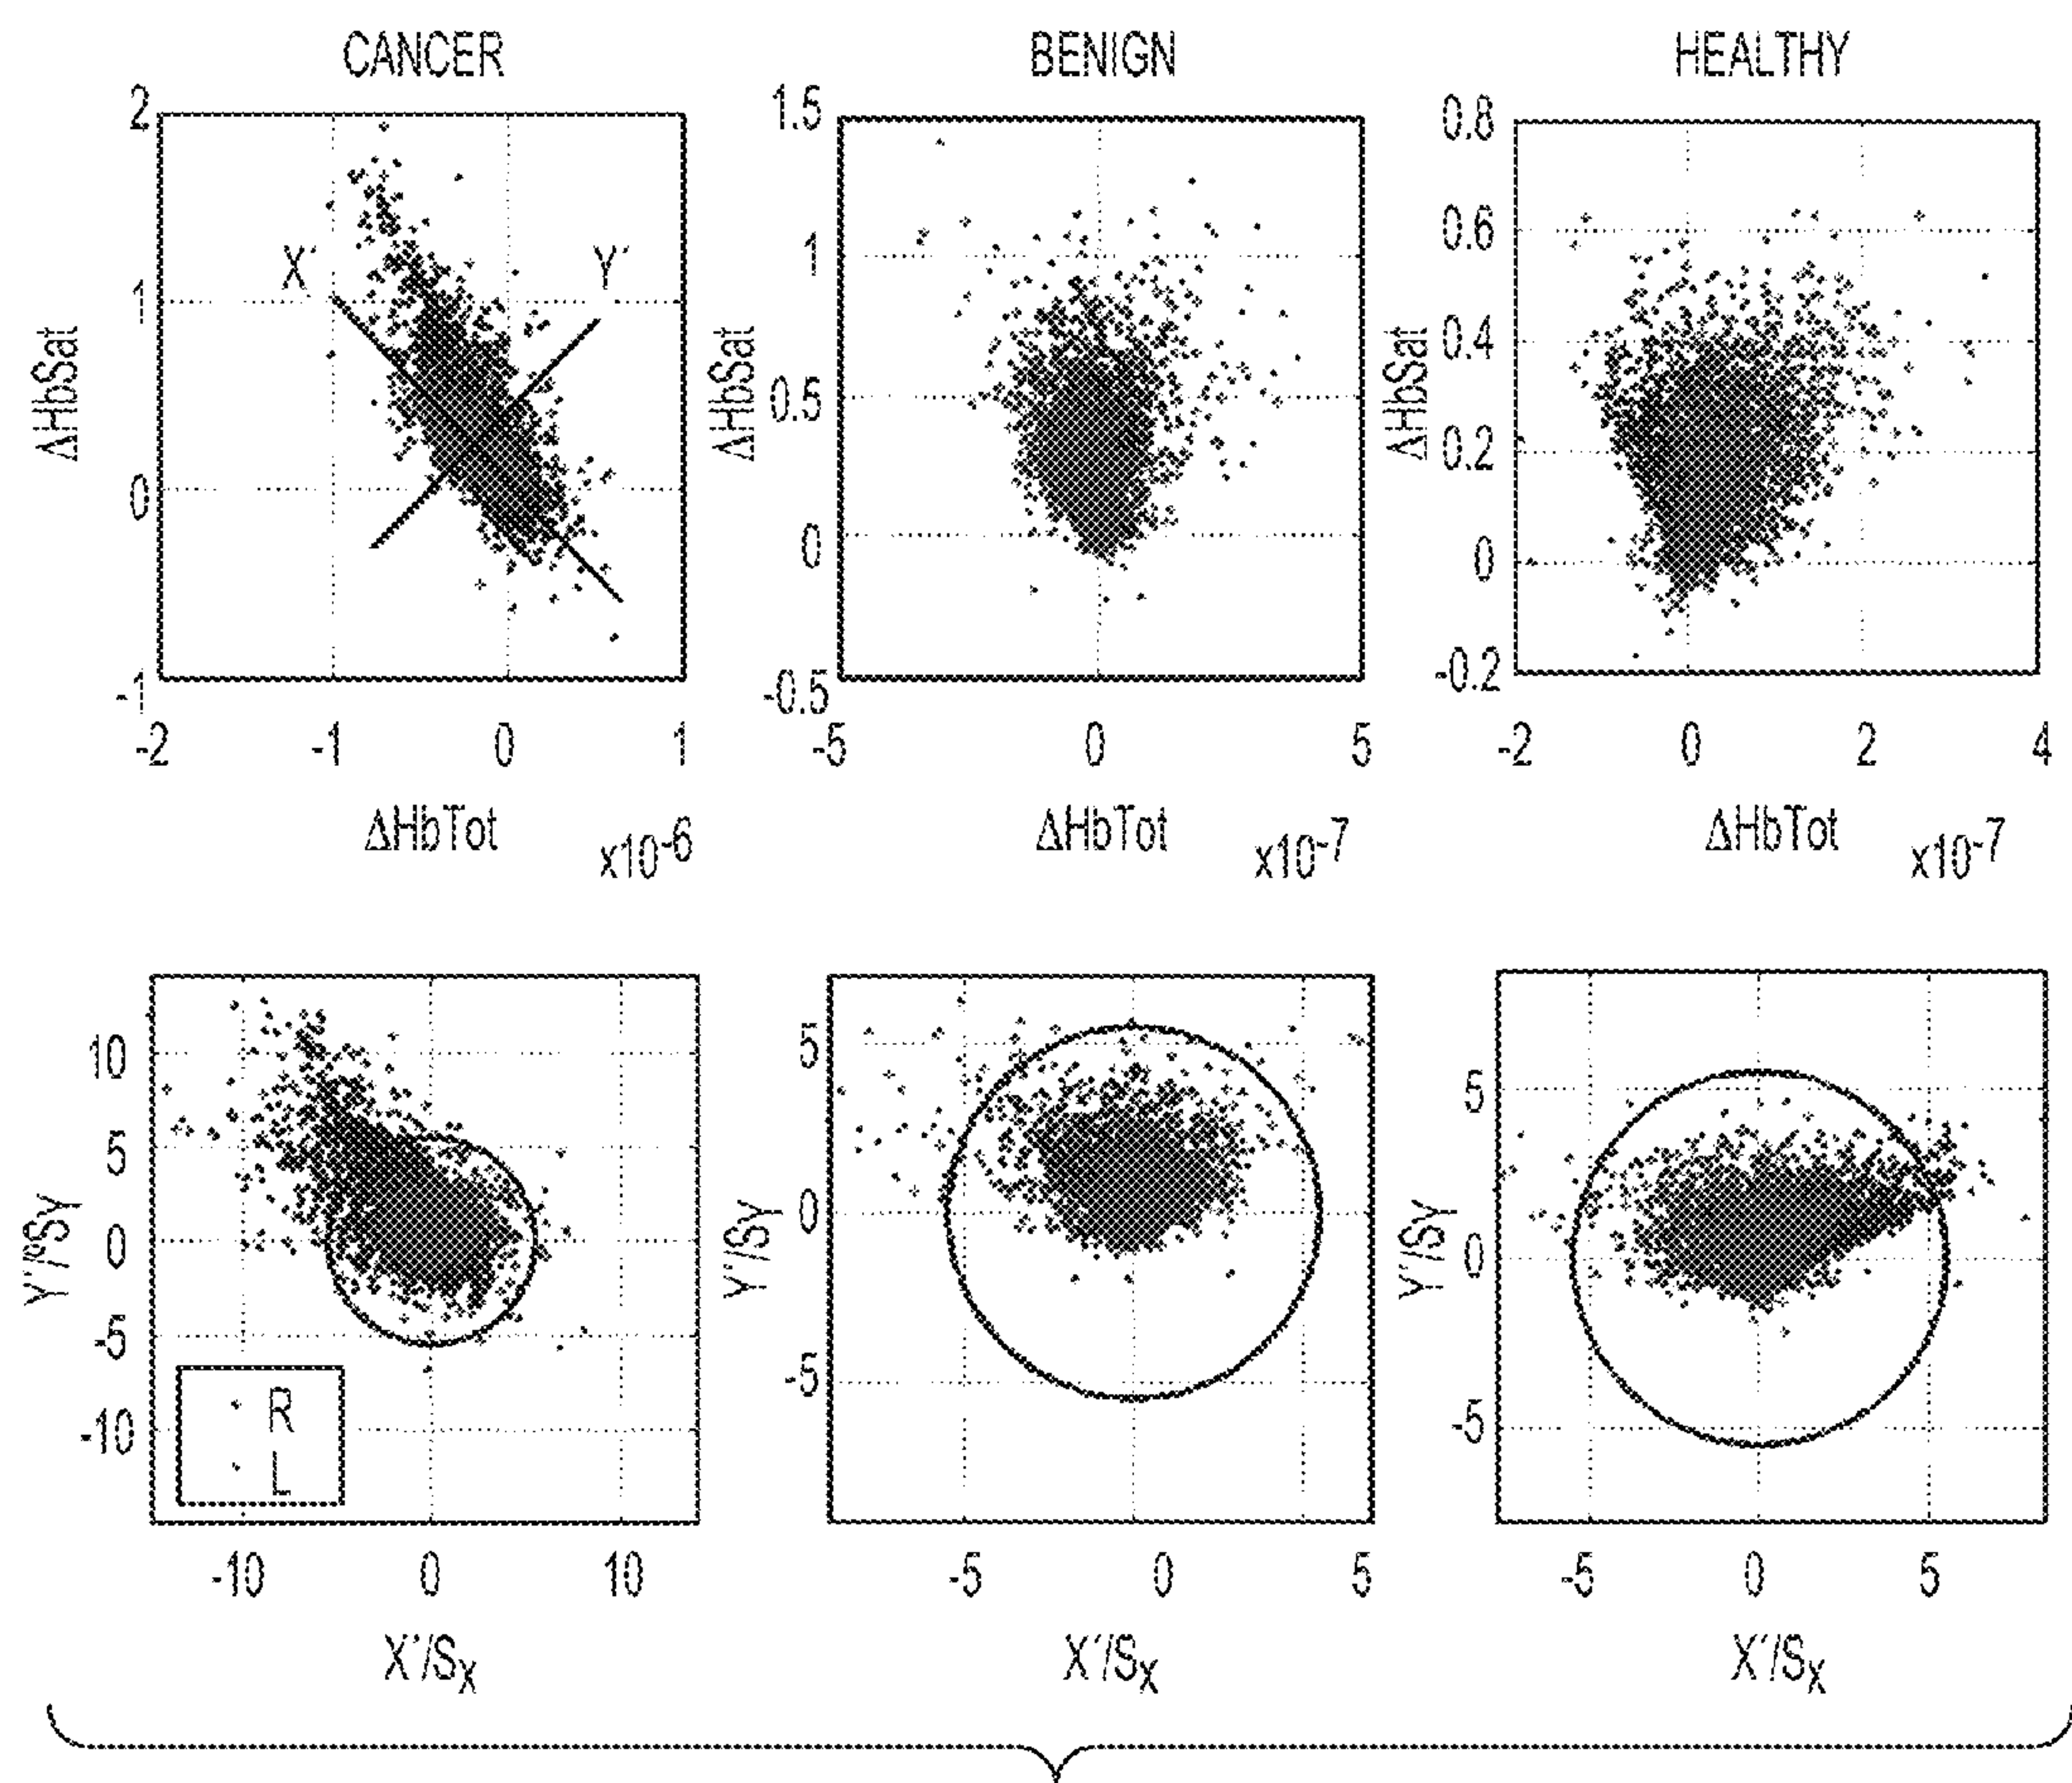 CANCER
BENIGN
HEALTHY
2
1
0
-1
ΔHbSat
X´
Y´
-2
-1
0
1
ΔHbTot
x10-6
1.5
1
0.5
0
-0.5
ΔHbSat
-5
0
5
ΔHbTot
x10-7
0.8
0.6
0.4
0.2
0
-0.2
ΔHbSat
-2
0
2
4
ΔHbTot
x10-7
10
5
0
-5
-10
Y´/ºSY
R
L
-10
0
10
X´/SX
5
0
-5
Y´/SY
-5
0
5
X´/SX
5
0
-5
Y´/SY
-5
0
5
X´/SX